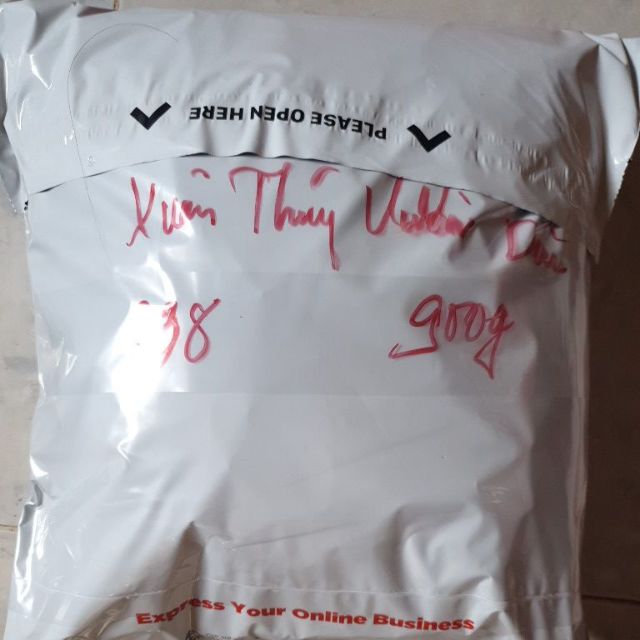 PLEASE OPEN HERE
Xuân Thủy
38 900g
Express Your Online Business